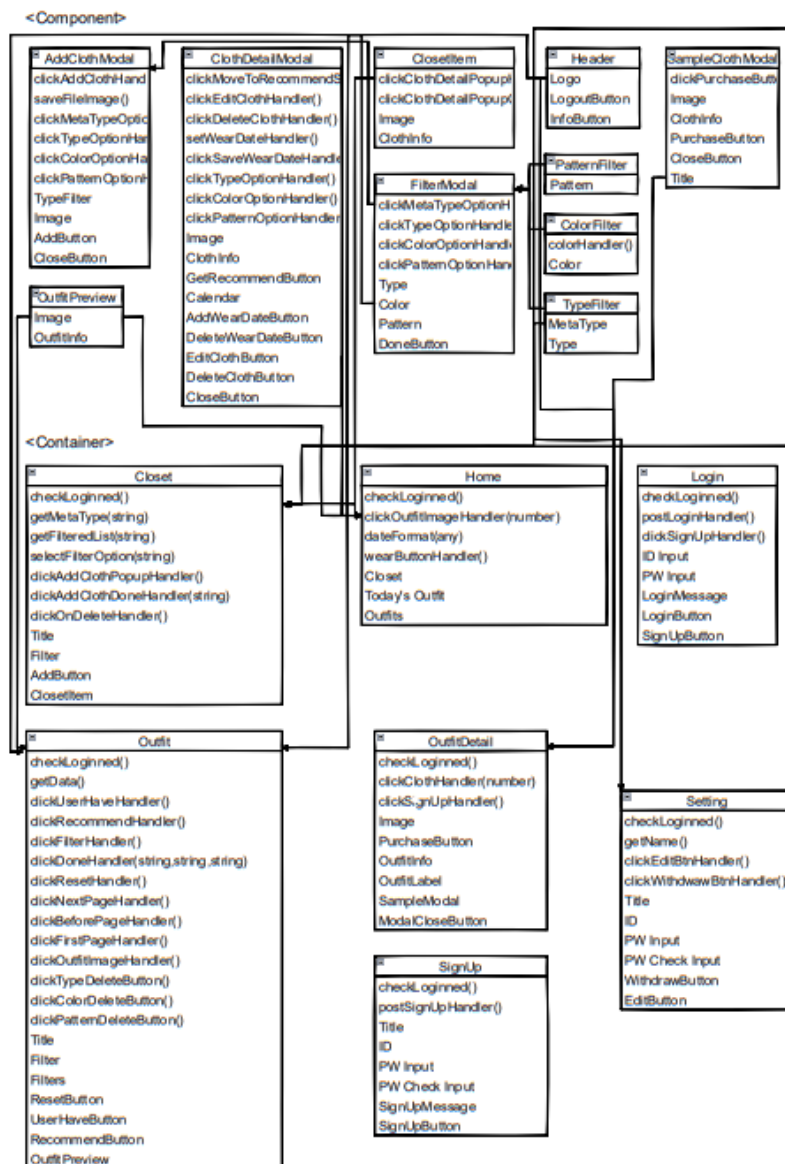 <Component>
AddClothModal
clickAddClothHand
saveFileImage()
clickMetaTypeOptic
clickTypeOptionHar
clickColorOptionHa
clickPatternOptionH
TypeFilter
Image
AddButton
CloseButton
ClothDetailModal
clickMoveToRecommendS
clickEditClothHandler()
clickDeleteClothHandler()
setWearDateHandler()
clickSaveWearDateHandle
clickTypeOptionHandler()
clickColorOptionHandler()
clickPatternOptionHandler
Image
ClothInfo
GetRecommendButton
Calendar
AddWearDateButton
DeleteWearDateButton
EditClothButton
DeleteClothButton
CloseButton
ClosetItem
clickClothDetailPopupH
clickClothDetailPopupC
Image
ClothInfo
FilterModal
clickMetaTypeOptionH
clickTypeOptionHandle
clickColorOptionHandle
clickPatternOptionHan
Type
Color
Pattern
DoneButton
Header
Logo
LogoutButton
InfoButton
PatternFilter
Pattern
ColorFilter
colorHandler()
Color
TypeFilter
MetaType
Type
SampleClothModal
clickPurchaseButt
Image
ClothInfo
PurchaseButton
CloseButton
Title
OutfitPreview
Image
OutfitInfo
<Container>
Closet
checkLoginned()
getMetaType(string)
getFilteredList(string)
selectFilterOption(string)
clickAddClothPopupHandler()
clickAddClothDoneHandler(string)
clickOnDeleteHandler()
Title
Filter
AddButton
ClosetItem
Home
checkLoginned()
clickOutfitImageHandler(number)
dateFormat(any)
wearButtonHandler()
Closet
Today's Outfit
Outfits
Login
checkLoginned()
postLoginHandler()
clickSignUpHandler()
ID Input
PW Input
LoginMessage
LoginButton
SignUpButton
Outfit
checkLoginned()
getData()
clickUserHaveHandler()
clickRecommendHandler()
clickFilterHandler()
clickDoneHandler(string,string,string)
clickResetHandler()
clickNextPageHandler()
clickBeforePageHandler()
clickFirstPageHandler()
clickOutfitImageHandler()
clickTypeDeleteButton()
clickColorDeleteButton()
clickPatternDeleteButton()
Title
Filter
Filters
ResetButton
UserHaveButton
RecommendButton
OutfitPreview
OutfitDetail
checkLoginned()
clickClothHandler(number)
clickSignUpHandler()
Image
PurchaseButton
OutfitInfo
OutfitLabel
SampleModal
ModalCloseButton
SignUp
checkLoginned()
postSignUpHandler()
Title
ID
PW Input
PW Check Input
SignUpMessage
SignUpButton
Setting
checkLoginned()
getName()
clickEditBtnHandler()
clickWithdwawBtnHandler()
Title
ID
PW Input
PW Check Input
WithdrawButton
EditButton